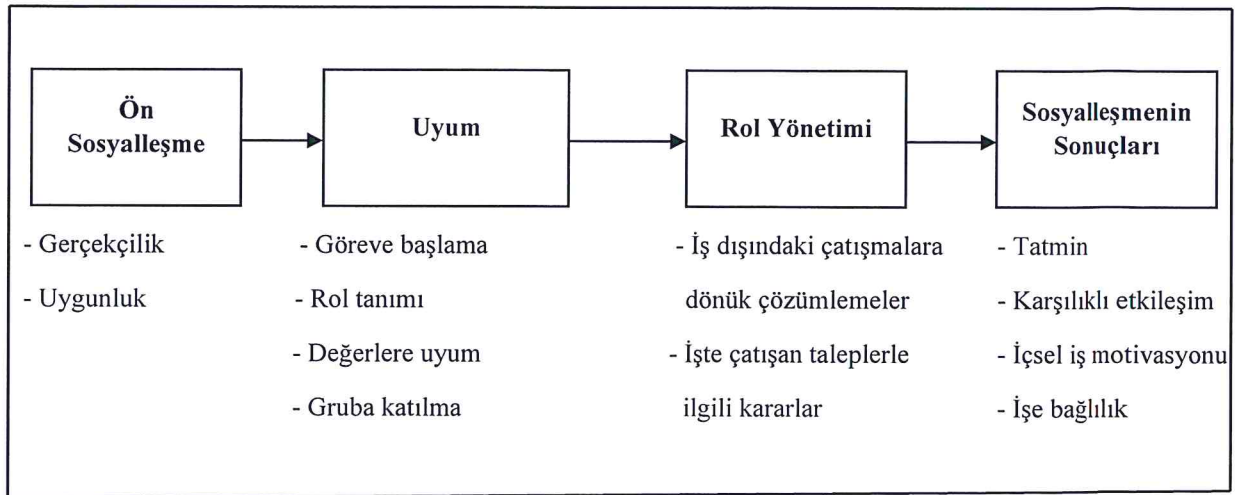 Ön
Sosyalleşme
Uyum
Rol Yönetimi
Sosyalleşmenin
Sonuçları
- Gerçekçilik
- Uygunluk
- Göreve başlama
- Rol tanımı
- Değerlere uyum
- Gruba katılma
- İş dışındaki çatışmalara
dönük çözümlemeler
- İşte çatışan taleplerle
ilgili kararlar
- Tatmin
- Karşılıklı etkileşim
- İçsel iş motivasyonu
- İşe bağlılık